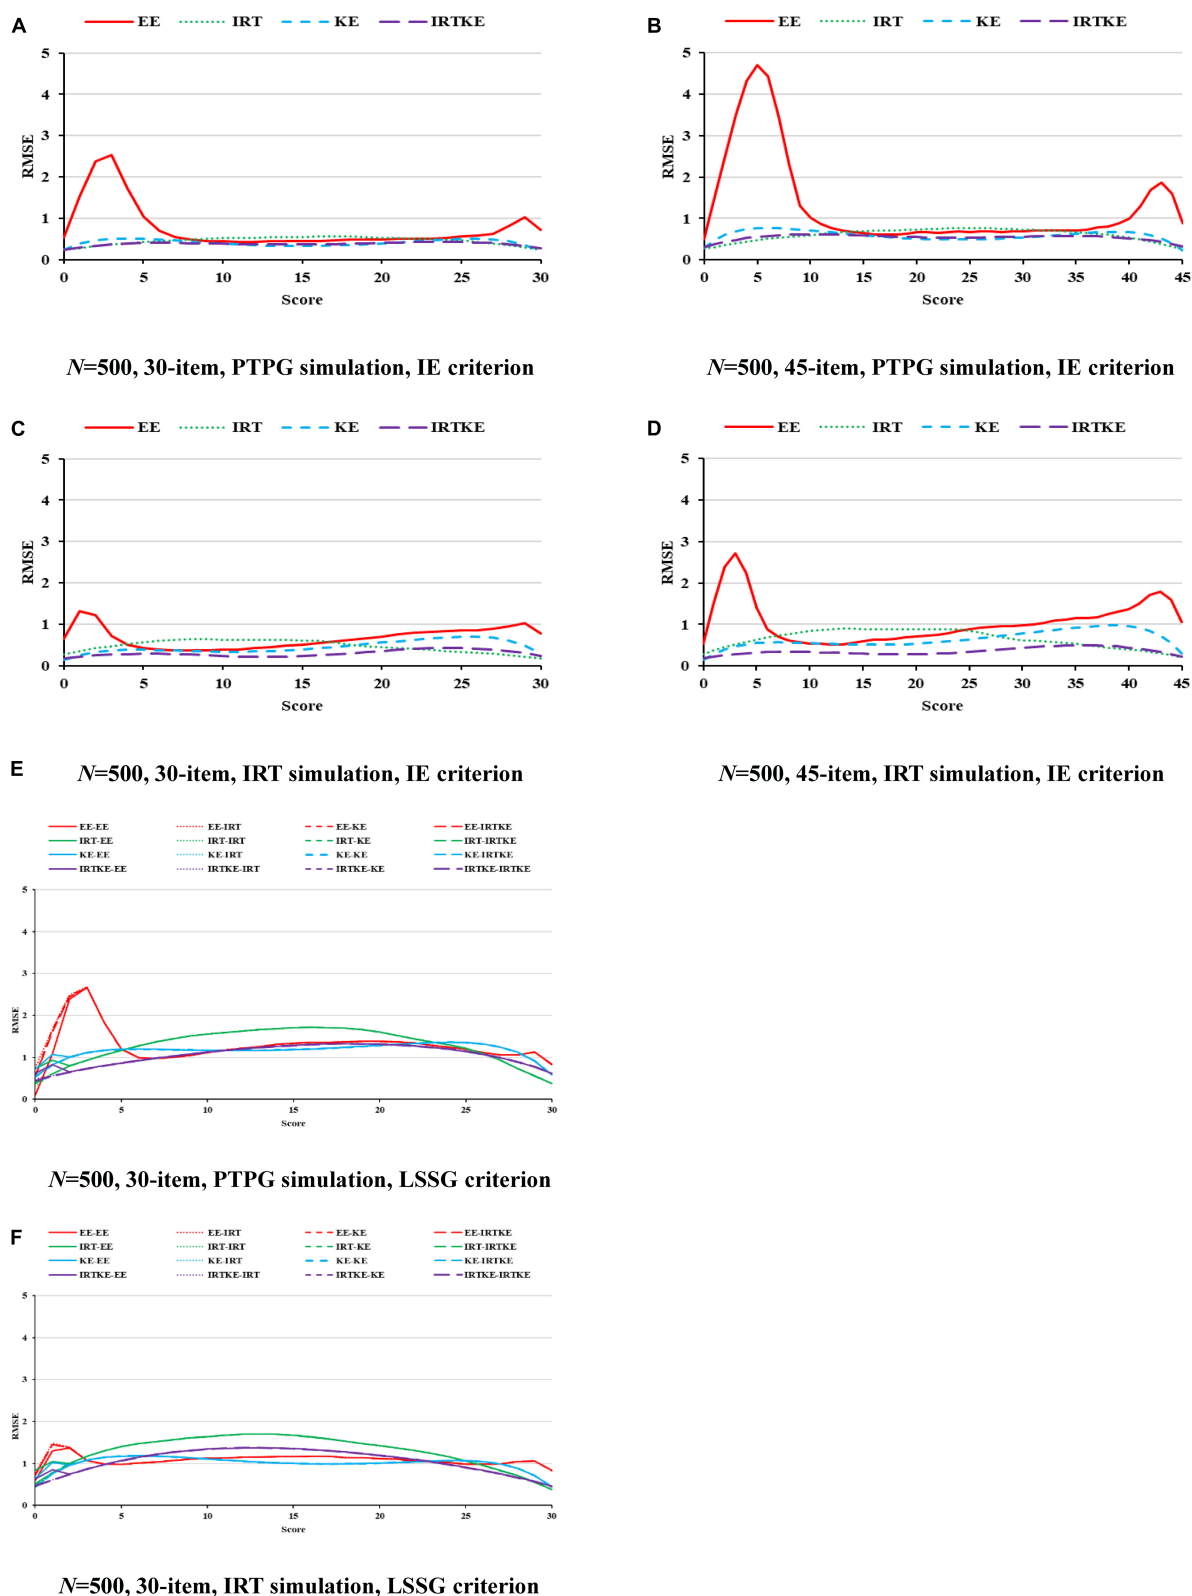 A
EE IRT KE IRTKE
5
4
3
2
1
0
RMSE
0 5 10 15 20 25 30
Score
N=500, 30-item, PTPG simulation, IE criterion
B
EE IRT KE IRTKE
5
4
3
2
1
0
RMSE
0 5 10 15 20 25 30 35 40 45
Score
N=500, 45-item, PTPG simulation, IE criterion
C
EE IRT KE IRTKE
5
4
3
2
1
0
RMSE
0 5 10 15 20 25 30
Score
N=500, 30-item, IRT simulation, IE criterion
D
EE IRT KE IRTKE
5
4
3
2
1
0
RMSE
0 5 10 15 20 25 30 35 40 45
Score
N=500, 45-item, IRT simulation, IE criterion
E
EE-EE EE-IRT EE-KE EE-IRTKE
IRT-EE IRT-IRT IRT-KE IRT-IRTKE
KE-EE KE-IRT KE-KE KE-IRTKE
IRTKE-EE IRTKE-IRT IRTKE-KE IRTKE-IRTKE
5
4
3
2
1
0
RMSE
0 5 10 15 20 25 30
Score
N=500, 30-item, PTPG simulation, LSSG criterion
F
EE-EE EE-IRT EE-KE EE-IRTKE
IRT-EE IRT-IRT IRT-KE IRT-IRTKE
KE-EE KE-IRT KE-KE KE-IRTKE
IRTKE-EE IRTKE-IRT IRTKE-KE IRTKE-IRTKE
5
4
3
2
1
0
RMSE
0 5 10 15 20 25 30
Score
N=500, 30-item, IRT simulation, LSSG criterion